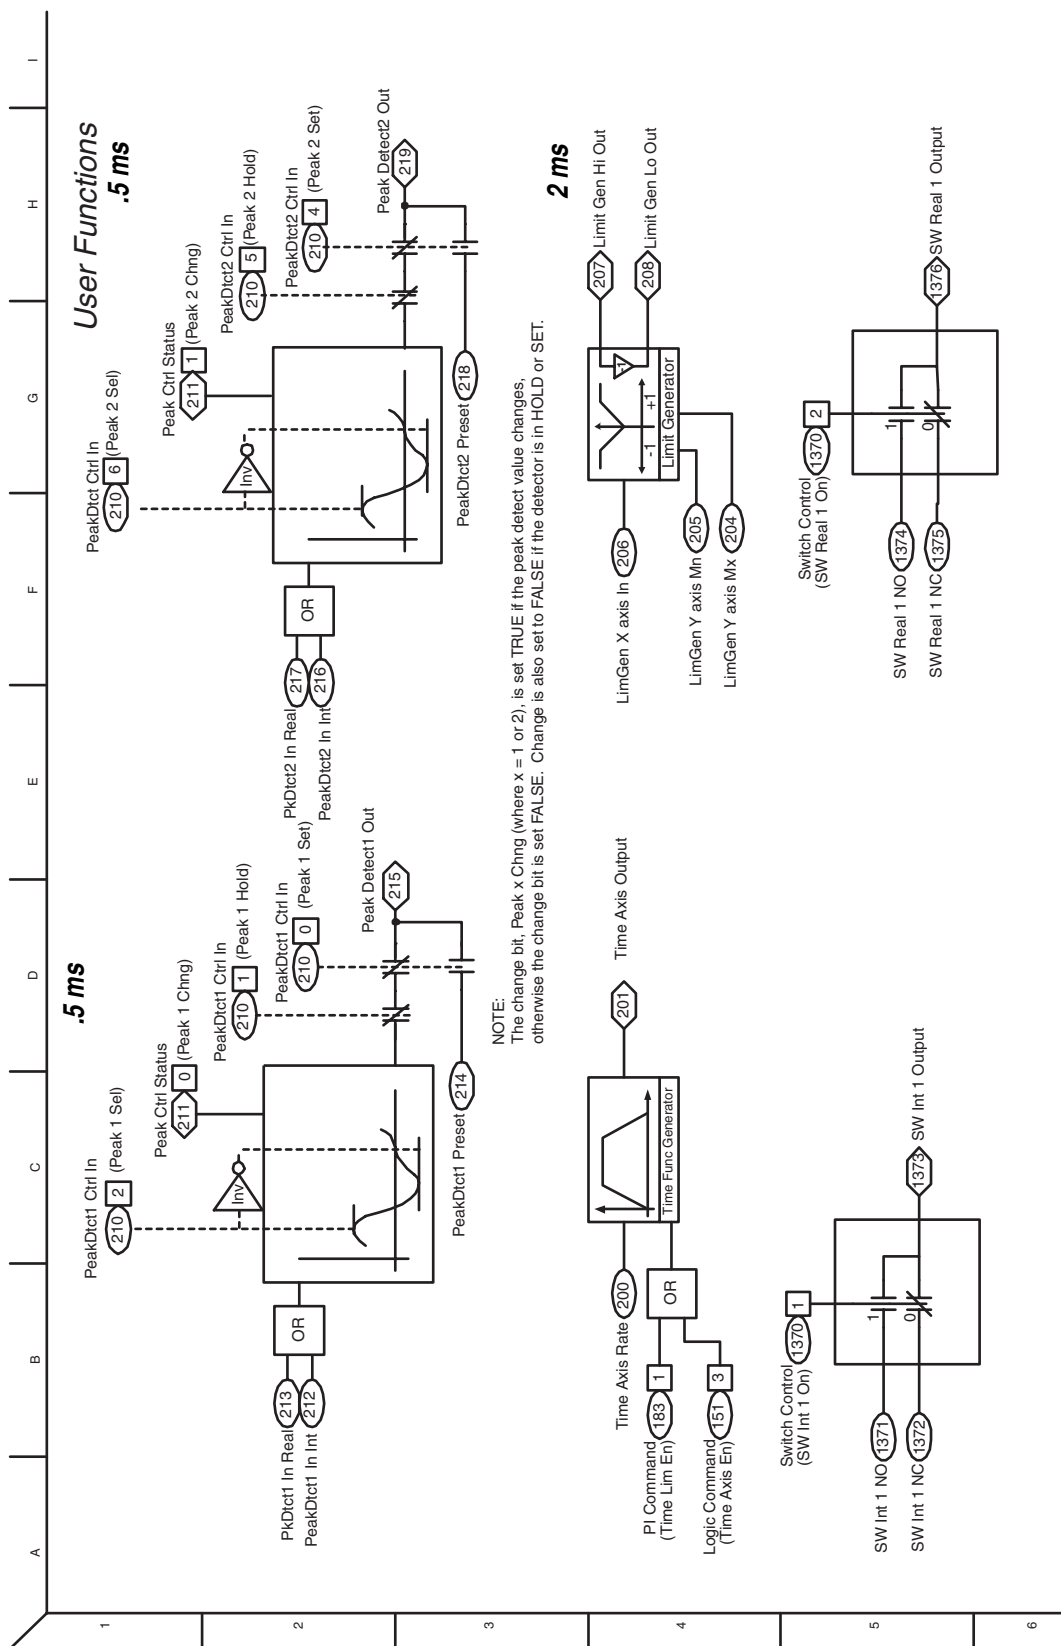 User Functions
.5 ms
.5 ms
2 ms
A
B
C
D
E
F
G
H
I
1
2
3
4
5
6
PeakDtct1 Ctrl In
210 2 (Peak 1 Sel)
Peak Ctrl Status
211 0 (Peak 1 Chng)
PeakDtct1 Ctrl In
210 1 (Peak 1 Hold)
PeakDtct1 Ctrl In
210 0 (Peak 1 Set)
Inv
PkDtct1 In Real 213
PeakDtct1 In Int 212
OR
Peak Detect1 Out
215
PeakDtct1 Preset 214
PeakDtct Ctrl In
210 6 (Peak 2 Sel)
Peak Ctrl Status
211 1 (Peak 2 Chng)
PeakDtct2 Ctrl In
210 5 (Peak 2 Hold)
PeakDtct2 Ctrl In
210 4 (Peak 2 Set)
Inv
PkDtct2 In Real 217
PeakDtct2 In Int 216
OR
Peak Detect2 Out
219
PeakDtct2 Preset 218
NOTE:
The change bit, Peak x Chng (where x = 1 or 2), is set TRUE if the peak detect value changes,
otherwise the change bit is set FALSE. Change is also set to FALSE if the detector is in HOLD or SET.
Time Axis Rate 200
PI Command
(Time Lim En) 183 1
Logic Command
(Time Axis En) 151 3
OR
Time Func Generator
201 Time Axis Output
LimGen X axis In 206
LimGen Y axis Mn 205
LimGen Y axis Mx 204
-1 +1
-1
Limit Generator
207 Limit Gen Hi Out
208 Limit Gen Lo Out
Switch Control
(SW Int 1 On) 1370 1
SW Int 1 NO 1371
SW Int 1 NC 1372
1
0
1373 SW Int 1 Output
Switch Control
(SW Real 1 On) 1370 2
SW Real 1 NO 1374
SW Real 1 NC 1375
1
0
1376 SW Real 1 Output